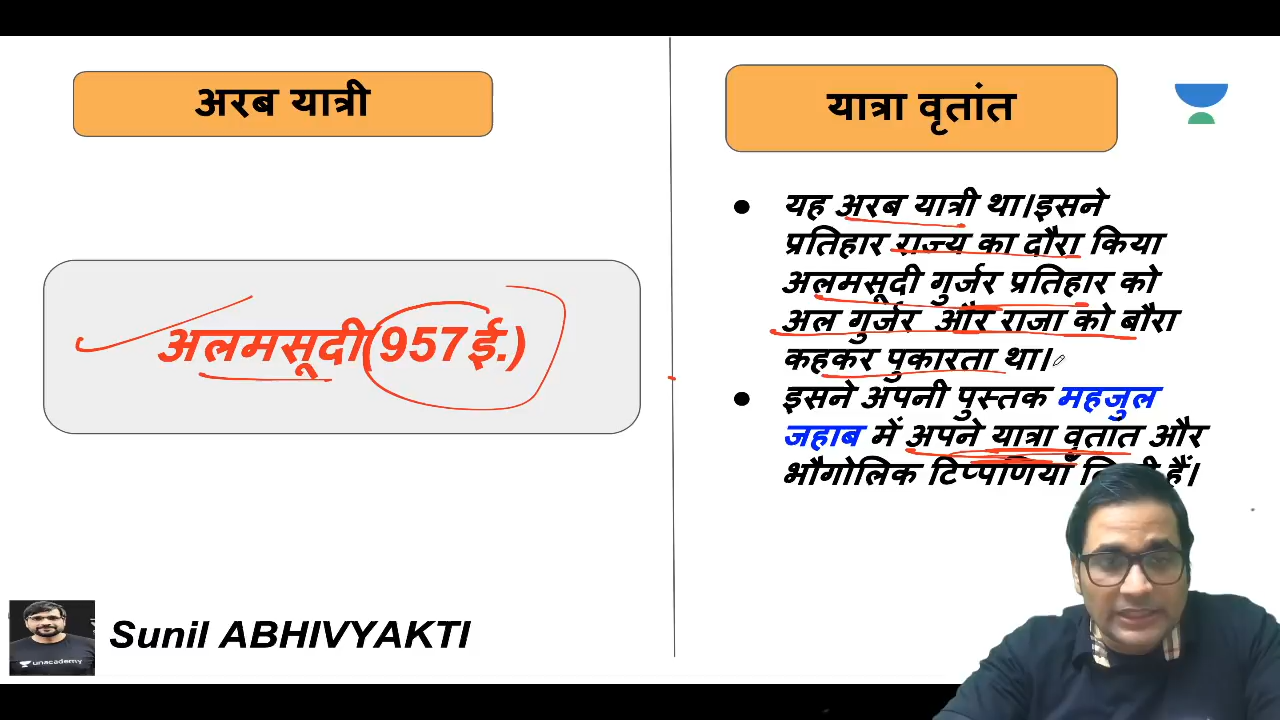 अरब यात्री
अलमसूदी(957ई.)
Sunil ABHIVYAKTI
unacademy
यात्रा वृतांत
● यह अरब यात्री था।इसने
प्रतिहार राज्य का दौरा किया
अलमसूदी गुर्जर प्रतिहार को
अल गुर्जर और राजा को बौरा
कहकर पुकारता था।
● इसने अपनी पुस्तक महजुल
जहाब में अपने यात्रा वृतात और
भौगोलिक टिप्पणियाँ हैं।